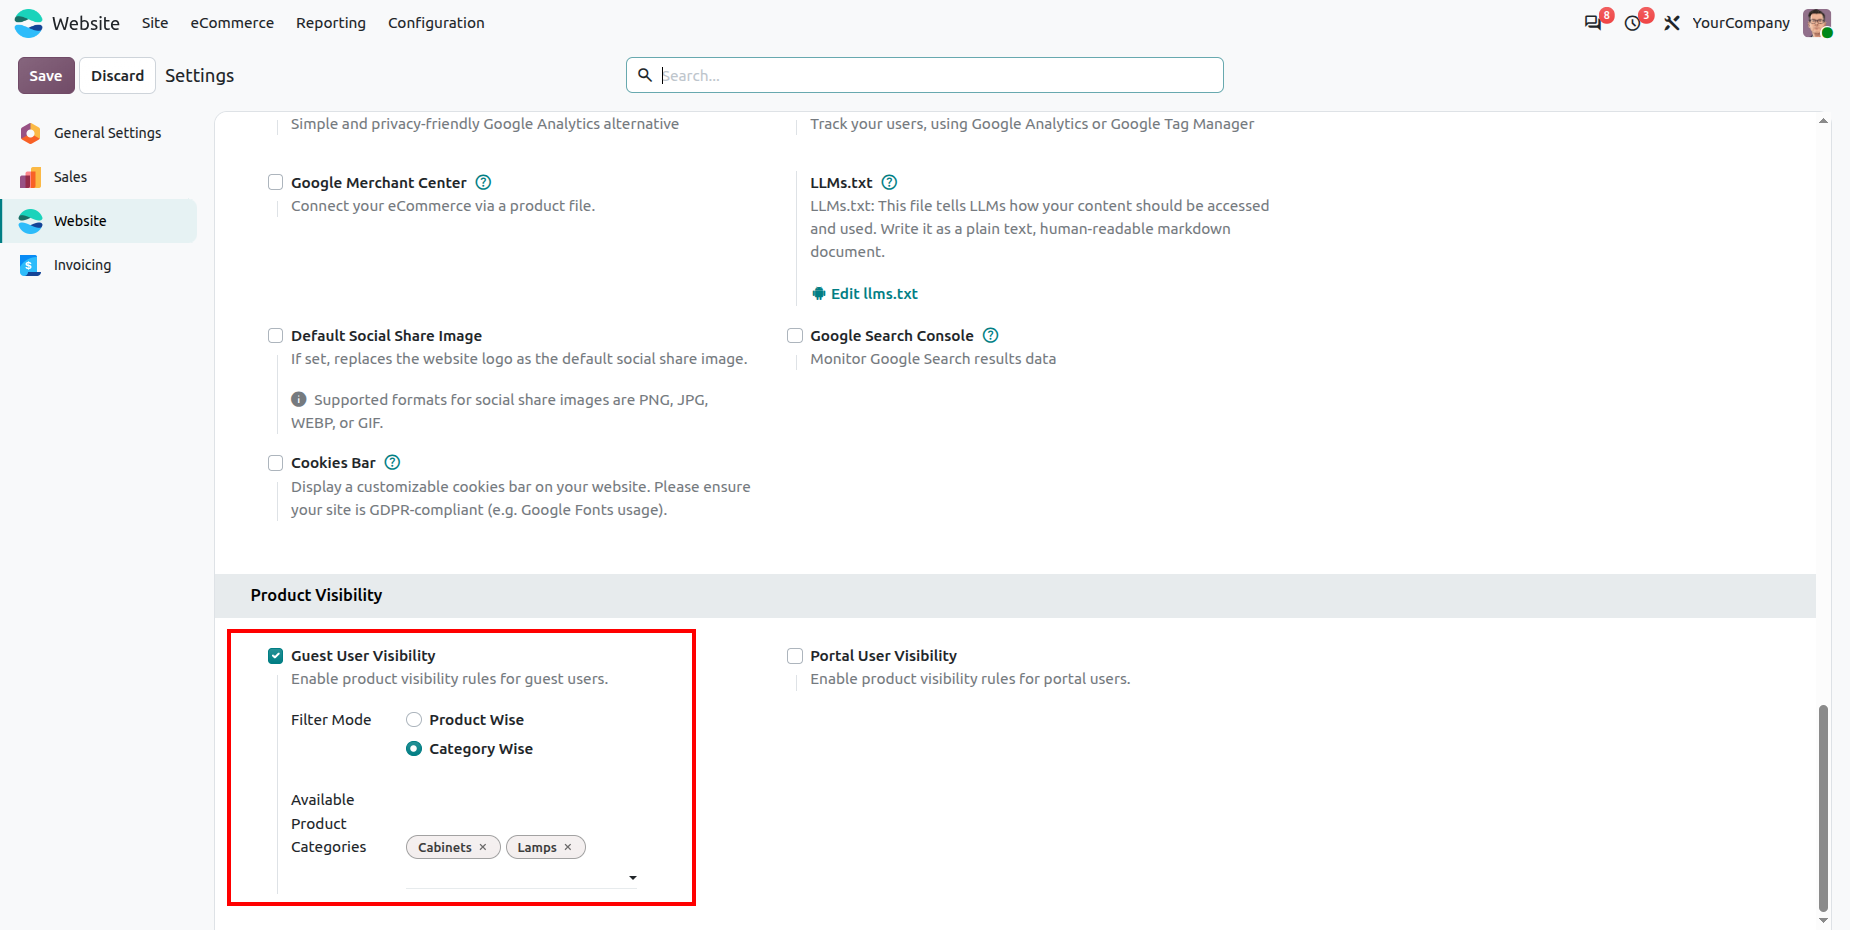 Website Site eCommerce Reporting Configuration 8 3 YourCompany
Save Discard Settings Search...
General Settings
Sales
Website
Invoicing
Simple and privacy-friendly Google Analytics alternative
Track your users, using Google Analytics or Google Tag Manager
Google Merchant Center ?
Connect your eCommerce via a product file.
LLMs.txt ?
LLMs.txt: This file tells LLMs how your content should be accessed
and used. Write it as a plain text, human-readable markdown
document.
Edit llms.txt
Default Social Share Image
If set, replaces the website logo as the default social share image.
Supported formats for social share images are PNG, JPG,
WEBP, or GIF.
Google Search Console ?
Monitor Google Search results data
Cookies Bar ?
Display a customizable cookies bar on your website. Please ensure
your site is GDPR-compliant (e.g. Google Fonts usage).
Product Visibility
Guest User Visibility
Enable product visibility rules for guest users.
Filter Mode Product Wise
Category Wise
Available
Product
Categories Cabinets × Lamps ×
Portal User Visibility
Enable product visibility rules for portal users.